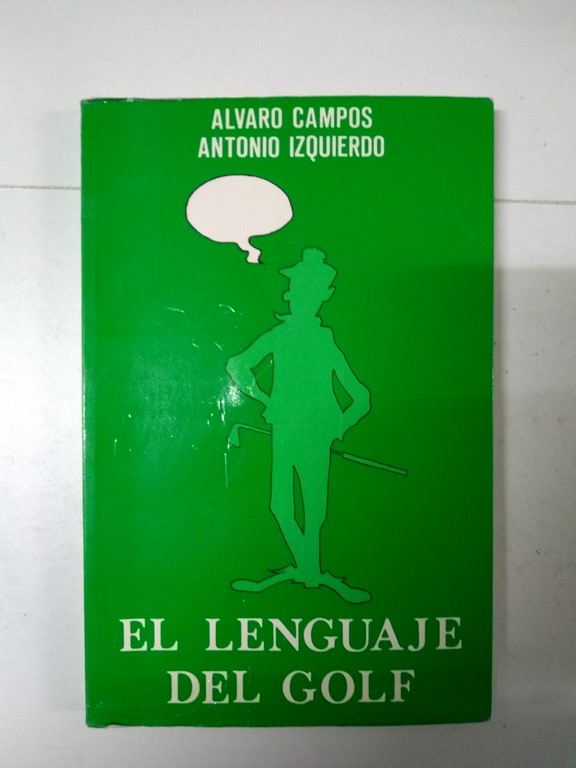 ALVARO CAMPOS
ANTONIO IZQUIERDO
EL LENGUAJE
DEL GOLF